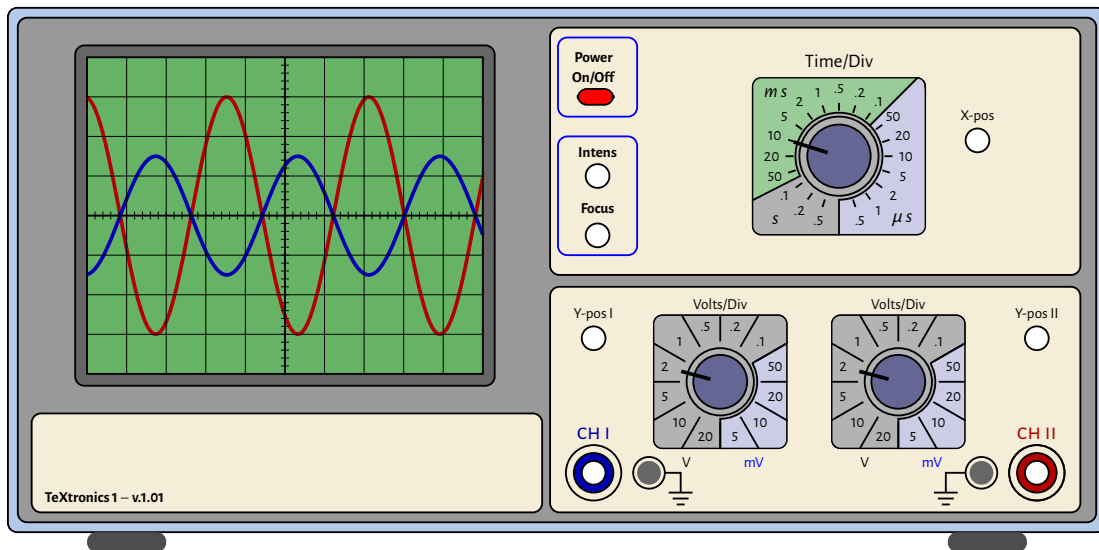 Power
On/Off
Intens
Focus
Time/Div
X-pos
ms
.5
1
.2
2
.1
5
50
10
20
20
10
50
5
.1
2
.2
1
.5
.5
s
μs
Y-pos I
Volts/Div
Volts/Div
Y-pos II
.5
.2
1
.1
2
50
5
20
10
10
20
5
V
mV
.5
.2
1
.1
2
50
5
20
10
10
20
5
V
mV
CH I
CH II
TeXtronics 1 – v.1.01